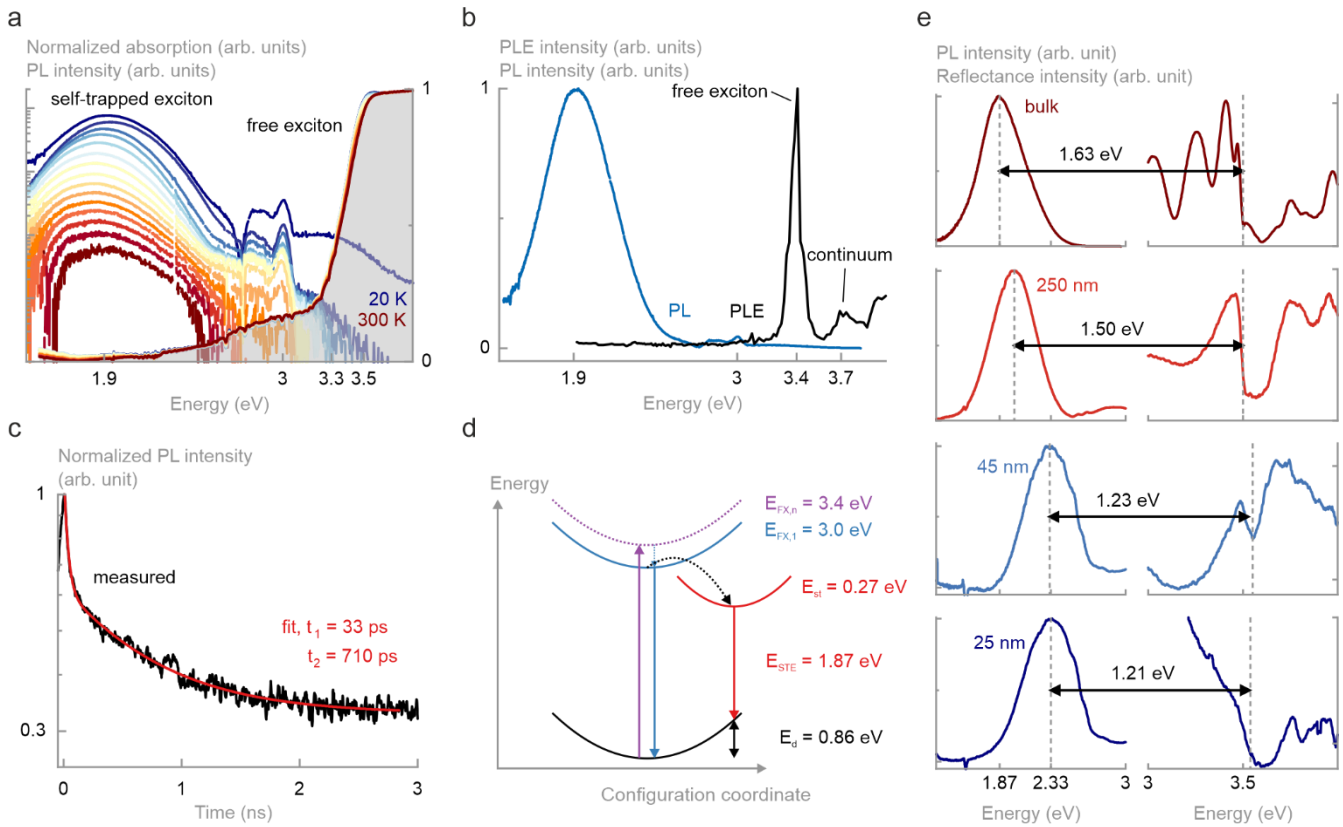 a
Normalized absorption (arb. units)
PL intensity (arb. units)
self-trapped exciton
free exciton
1
20 K
300 K
0
1.9
3
3.3
3.5
Energy (eV)
b
PLE intensity (arb. units)
PL intensity (arb. units)
1
free exciton
continuum
PL
PLE
0
1.9
3
3.4
3.7
Energy (eV)
c
Normalized PL intensity
(arb. unit)
1
measured
fit, t1 = 33 ps
t2 = 710 ps
0.3
0
1
2
3
Time (ns)
d
Energy
E_FX,n = 3.4 eV
E_FX,1 = 3.0 eV
E_st = 0.27 eV
E_STE = 1.87 eV
E_d = 0.86 eV
Configuration coordinate
e
PL intensity (arb. unit)
Reflectance intensity (arb. unit)
bulk
1.63 eV
250 nm
1.50 eV
45 nm
1.23 eV
25 nm
1.21 eV
1.87
2.33
3
3
3.5
Energy (eV)
Energy (eV)